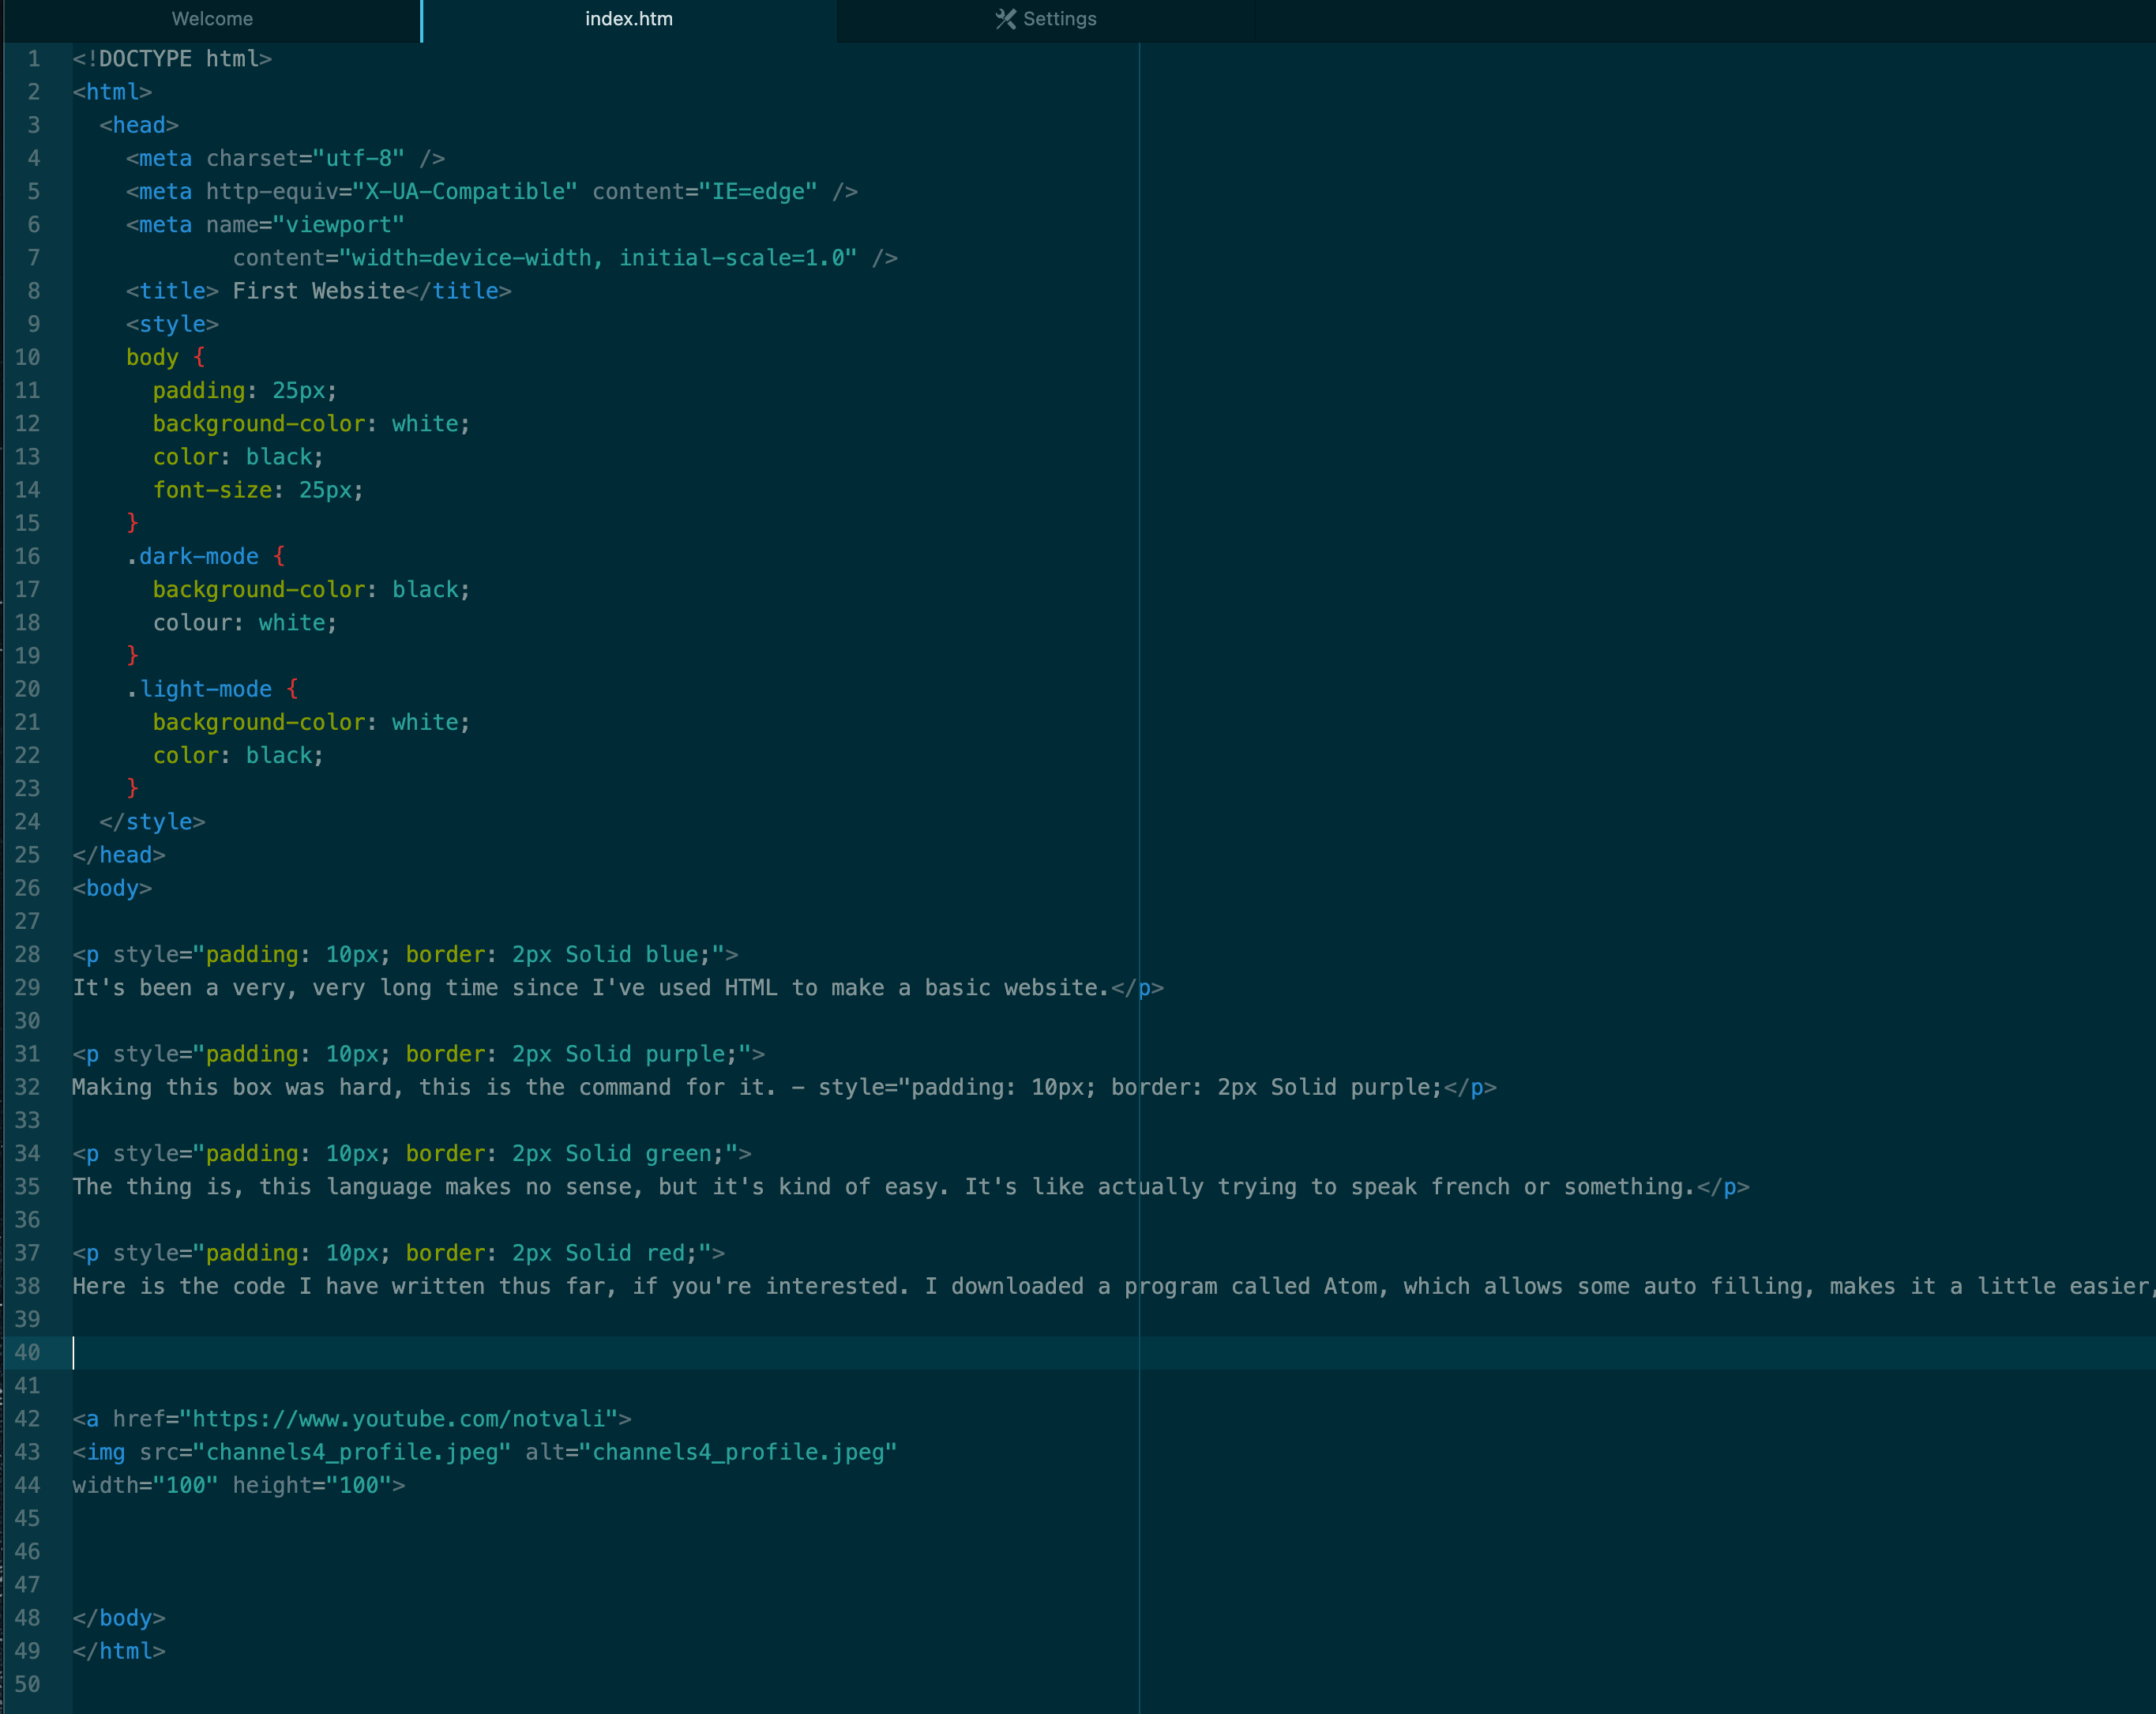 Welcome
index.htm
Settings
1 <!DOCTYPE html>
2 <html>
3   <head>
4     <meta charset="utf-8" />
5     <meta http-equiv="X-UA-Compatible" content="IE=edge" />
6     <meta name="viewport"
7             content="width=device-width, initial-scale=1.0" />
8     <title> First Website</title>
9     <style>
10     body {
11       padding: 25px;
12       background-color: white;
13       color: black;
14       font-size: 25px;
15     }
16     .dark-mode {
17       background-color: black;
18       colour: white;
19     }
20     .light-mode {
21       background-color: white;
22       color: black;
23     }
24   </style>
25 </head>
26 <body>
27
28 <p style="padding: 10px; border: 2px Solid blue;">
29 It's been a very, very long time since I've used HTML to make a basic website.</p>
30
31 <p style="padding: 10px; border: 2px Solid purple;">
32 Making this box was hard, this is the command for it. - style="padding: 10px; border: 2px Solid purple;</p>
33
34 <p style="padding: 10px; border: 2px Solid green;">
35 The thing is, this language makes no sense, but it's kind of easy. It's like actually trying to speak french or something.</p>
36
37 <p style="padding: 10px; border: 2px Solid red;">
38 Here is the code I have written thus far, if you're interested. I downloaded a program called Atom, which allows some auto filling, makes it a little easier,
39
40
41
42 <a href="https://www.youtube.com/notvali">
43 <img src="channels4_profile.jpeg" alt="channels4_profile.jpeg"
44 width="100" height="100">
45
46
47
48 </body>
49 </html>
50